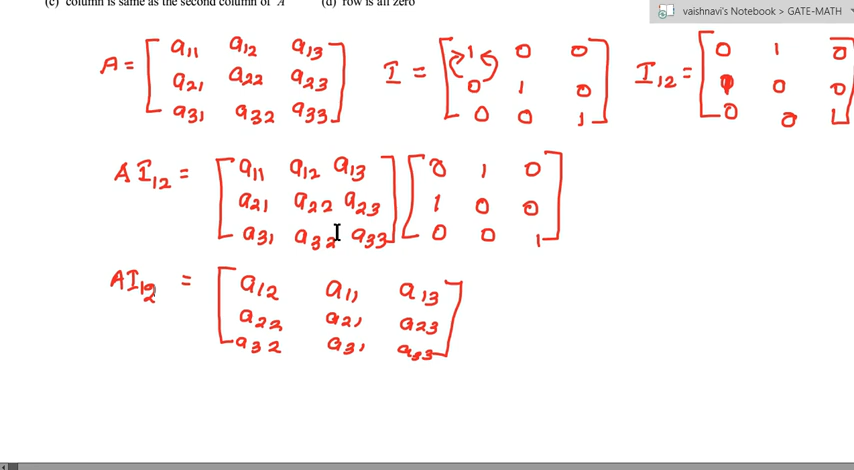 (c) column is same as the second column of A (d) row is all zero
vaishnavi's Notebook > GATE-MATH
A = [ a11 a12 a13 I = [ 1 0 0 I12 = [ 0 1 0
a21 a22 a23 ] 0 1 0 ] 1 0 0
a31 a32 a33 0 0 1 0 0 1
A I12 = [ a11 a12 a13 ] [ 0 1 0 ]
a21 a22 a23 1 0 0
a31 a32 a33 0 0 1
AI12 = [ a12 a11 a13 ]
a22 a21 a23
a32 a31 a33